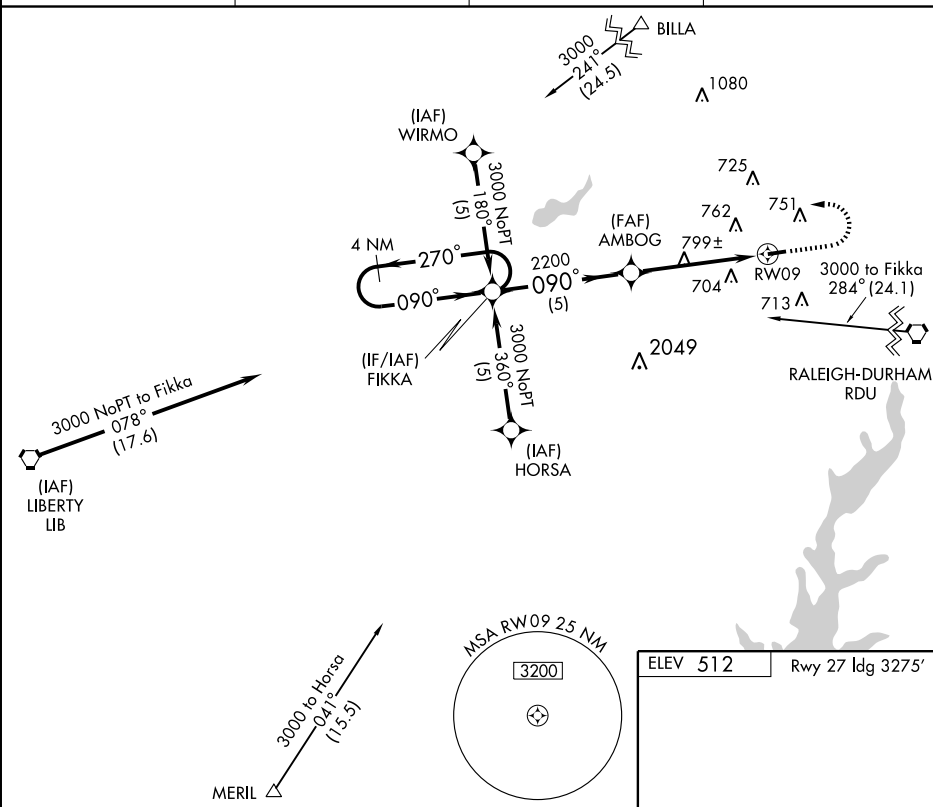 BILLA
3000
241°
(24.5)
1080
(IAF)
WIRMO
3000 NoPT
180°
(5)
725
751
762
(FAF)
AMBOG
799±
4 NM
270°
2200
090°
(5)
090°
RW09
704
713
3000 to Fikka
284° (24.1)
(IF/IAF)
FIKKA
3000 NoPT
360°
(5)
2049
RALEIGH-DURHAM
RDU
3000 NoPT to Fikka
078°
(17.6)
(IAF)
HORSA
(IAF)
LIBERTY
LIB
MSA RW09 25 NM
3200
ELEV 512
Rwy 27 ldg 3275'
3000 to Horsa
041°
(15.5)
MERIL